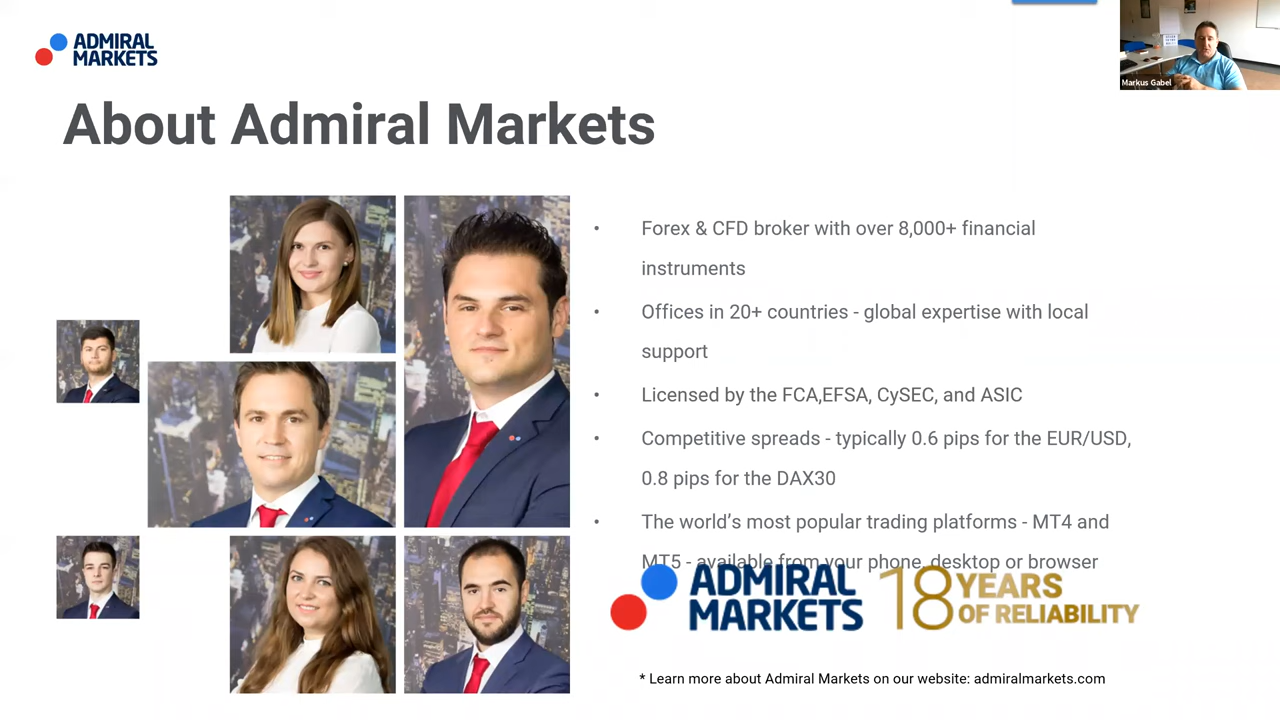 ADMIRAL
MARKETS
Markus Gabel
About Admiral Markets
• Forex & CFD broker with over 8,000+ financial
instruments
• Offices in 20+ countries - global expertise with local
support
• Licensed by the FCA,EFSA, CySEC, and ASIC
• Competitive spreads - typically 0.6 pips for the EUR/USD,
0.8 pips for the DAX30
• The world’s most popular trading platforms - MT4 and
MT5 - available from your phone, desktop or browser
ADMIRAL
MARKETS
18 YEARS
OF RELIABILITY
* Learn more about Admiral Markets on our website: admiralmarkets.com